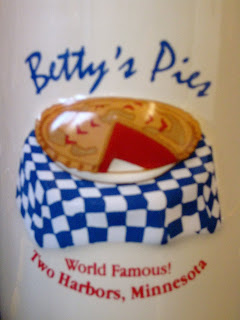 Betty's Pies
World Famous!
Two Harbors, Minnesota